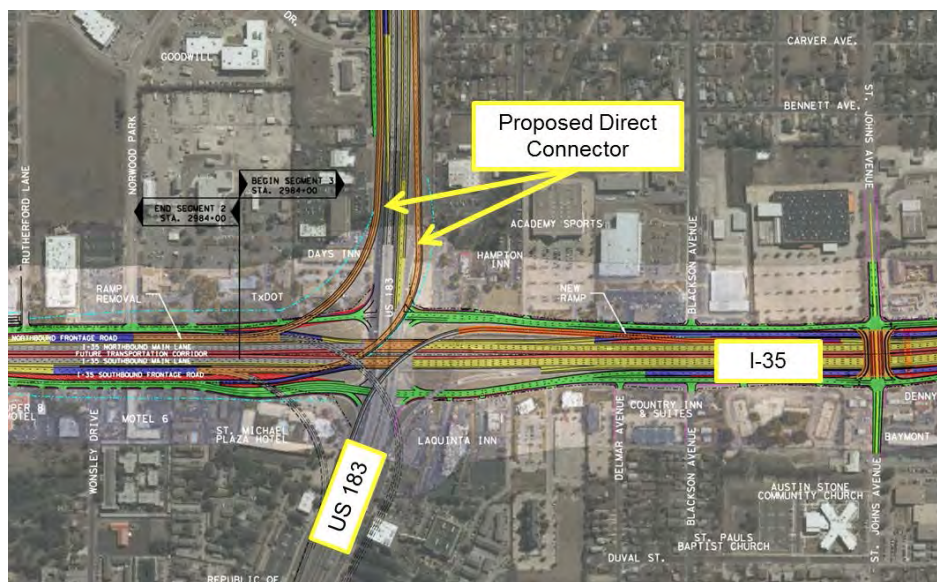 DR.
GOODWILL
CARVER AVE.
BENNETT AVE.
Proposed Direct
Connector
RUTHERFORD LANE
NORWOOD PARK
ST. JOHNS AVENUE
BEGIN SEGMENT 3
STA. 2984+00
END SEGMENT 2
STA. 2984+00
ACADEMY SPORTS
BLACKSON AVENUE
DAYS INN
HAMPTON
INN
US 183
RAMP
REMOVAL
TxDOT
NEW
RAMP
NORTHBOUND FRONTAGE ROAD
I-35 NORTHBOUND MAIN LANE
FUTURE TRANSPORTATION CORRIDOR
I-35 SOUTHBOUND MAIN LANE
I-35 SOUTHBOUND FRONTAGE ROAD
I-35
WONSLEY DRIVE
MOTEL 6
ST. MICHAEL
PLAZA HOTEL
US 183
LAQUINTA INN
DELMAR AVENUE
COUNTRY INN
& SUITES
BLACKSON AVENUE
DENNY
BAYMONT
AUSTIN STONE
COMMUNITY CHURCH
ST. JOHNS AVENUE
ST. PAULS
BAPTIST CHURCH
DUVAL ST.
REPUBLIC OF